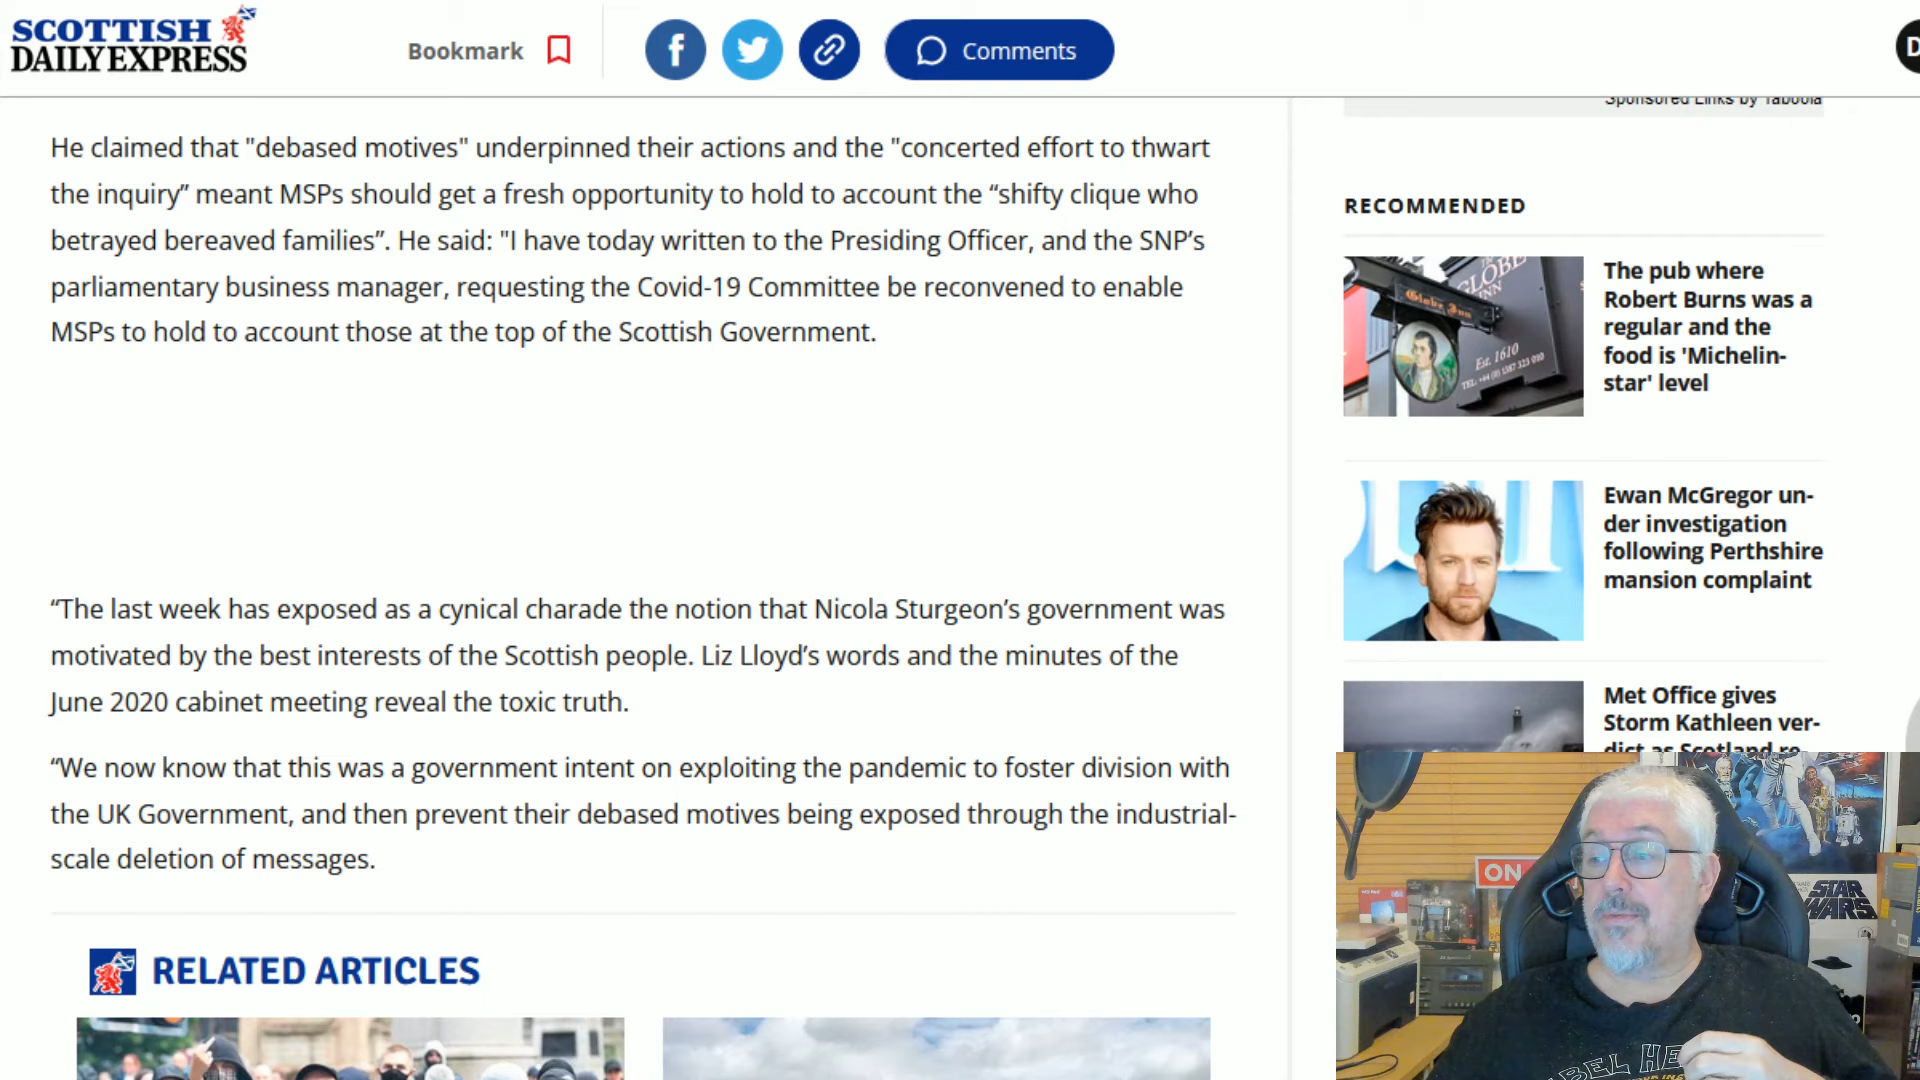 SCOTTISH
DAILY EXPRESS
Bookmark
Comments
D
Sponsored Links by Taboola
He claimed that "debased motives" underpinned their actions and the "concerted effort to thwart
the inquiry” meant MSPs should get a fresh opportunity to hold to account the “shifty clique who
betrayed bereaved families”. He said: "I have today written to the Presiding Officer, and the SNP’s
parliamentary business manager, requesting the Covid-19 Committee be reconvened to enable
MSPs to hold to account those at the top of the Scottish Government.
“The last week has exposed as a cynical charade the notion that Nicola Sturgeon’s government was
motivated by the best interests of the Scottish people. Liz Lloyd’s words and the minutes of the
June 2020 cabinet meeting reveal the toxic truth.
“We now know that this was a government intent on exploiting the pandemic to foster division with
the UK Government, and then prevent their debased motives being exposed through the industrial-
scale deletion of messages.
RELATED ARTICLES
RECOMMENDED
GLOBE
INN
Globe Inn
Est. 1610
The pub where
Robert Burns was a
regular and the
food is 'Michelin-
star' level
Ewan McGregor un-
der investigation
following Perthshire
mansion complaint
Met Office gives
Storm Kathleen ver-
dict as Scotland re-
ON
STAR
WARS